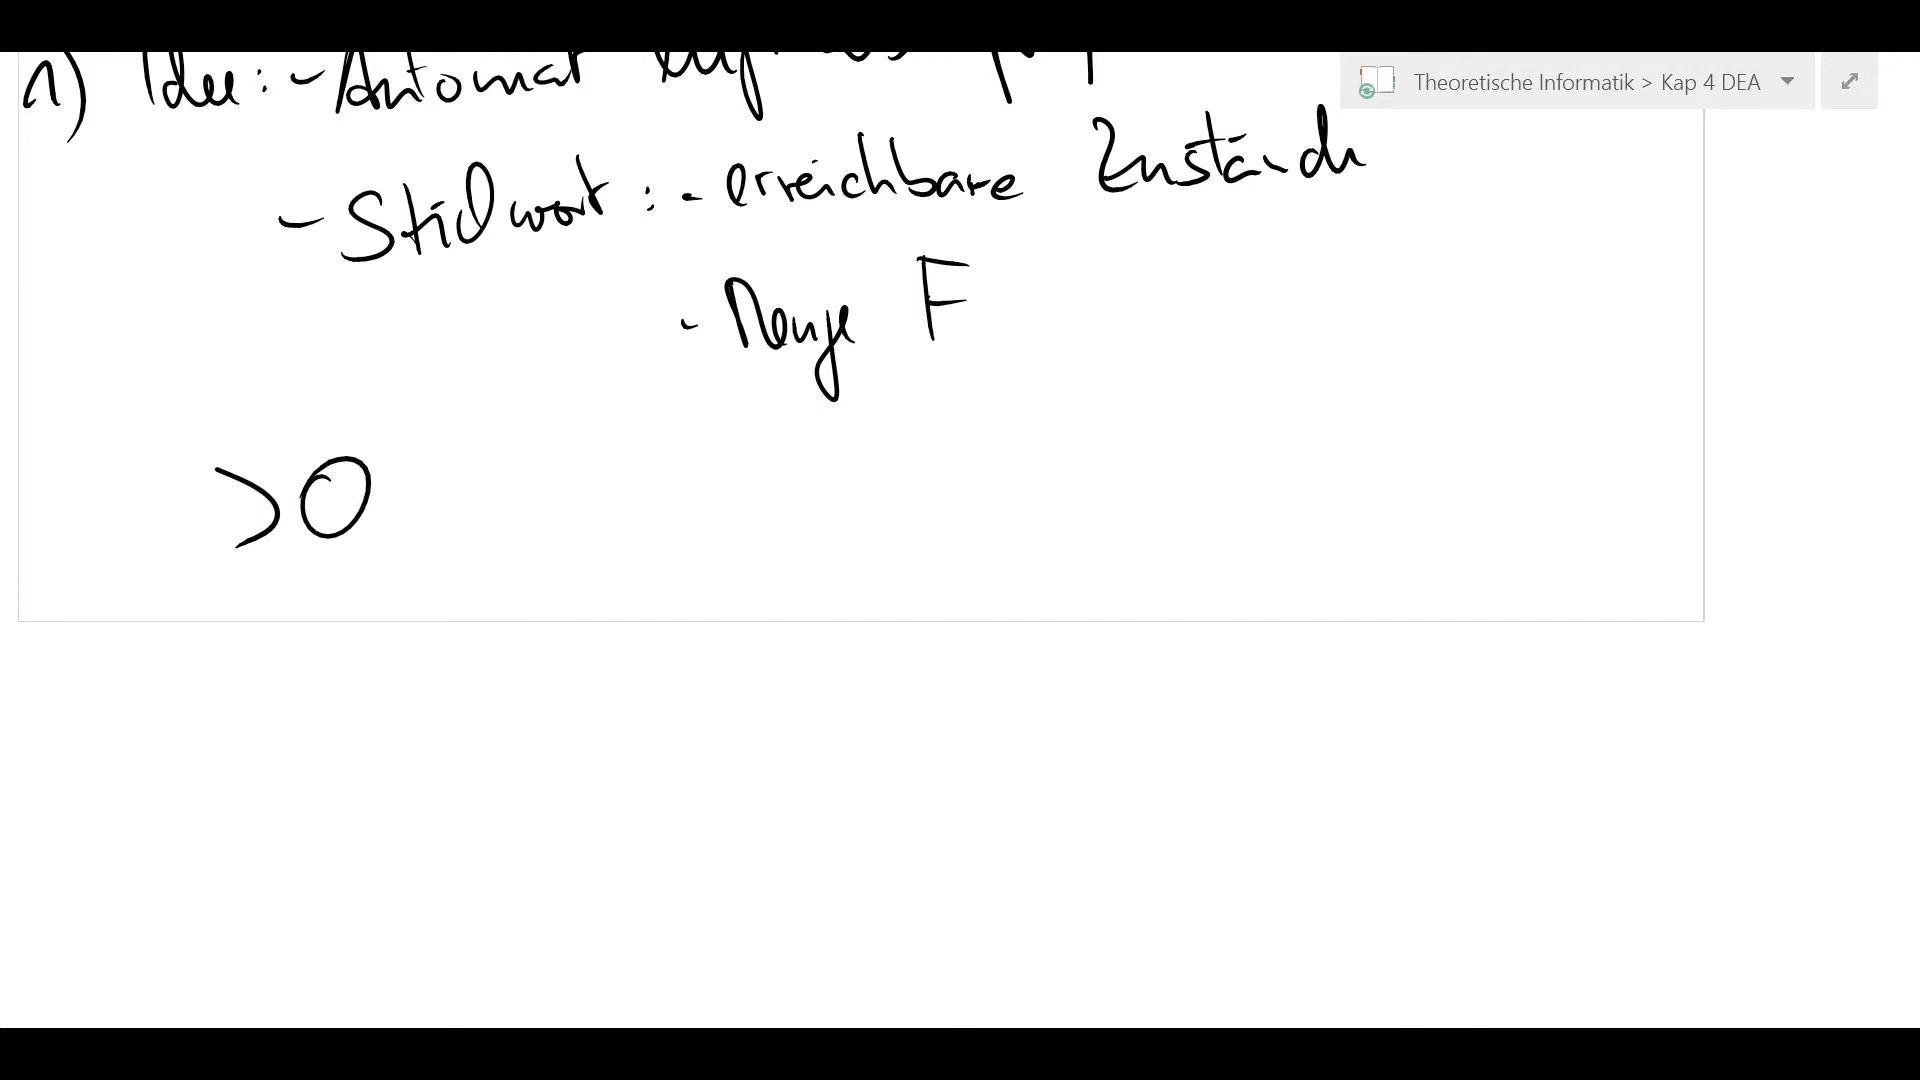 1) Idee: - Automat
Theoretische Informatik > Kap 4 DEA
- Stichwort: - erreichbare Zustände
- Menge F
>O